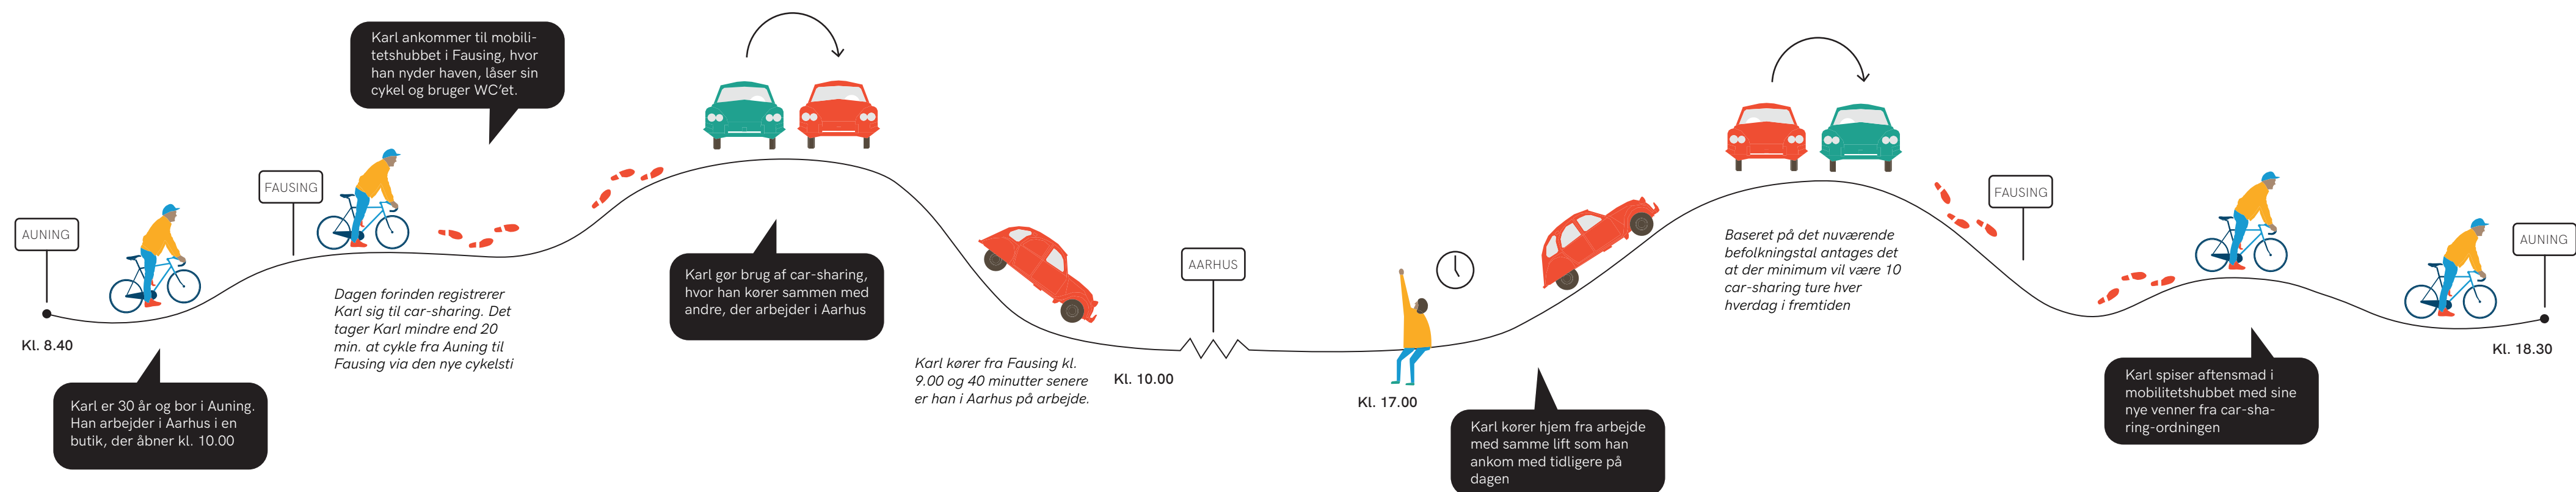 AUNING
Kl. 8.40
Karl er 30 år og bor i Auning.
Han arbejder i Aarhus i en
butik, der åbner kl. 10.00
FAUSING
Karl ankommer til mobili-
tetshubbet i Fausing, hvor
han nyder haven, låser sin
cykel og bruger WC'et.
Dagen forinden registrerer
Karl sig til car-sharing. Det
tager Karl mindre end 20
min. at cykle fra Auning til
Fausing via den nye cykelsti
Karl gør brug af car-sharing,
hvor han kører sammen med
andre, der arbejder i Aarhus
Karl kører fra Fausing kl.
9.00 og 40 minutter senere
er han i Aarhus på arbejde.
AARHUS
Kl. 10.00
Kl. 17.00
Karl kører hjem fra arbejde
med samme lift som han
ankom med tidligere på
dagen
Baseret på det nuværende
befolkningstal antages det
at der minimum vil være 10
car-sharing ture hver
hverdag i fremtiden
FAUSING
Karl spiser aftensmad i
mobilitetshubbet med sine
nye venner fra car-sha-
ring-ordningen
AUNING
Kl. 18.30